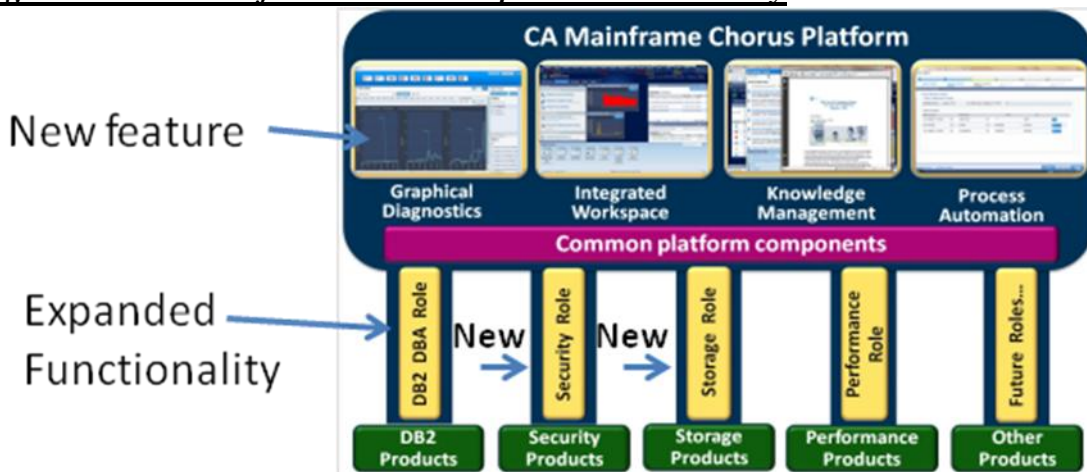 CA Mainframe Chorus Platform
New feature
Graphical
Diagnostics
Integrated
Workspace
Knowledge
Management
Process
Automation
Common platform components
Expanded
Functionality
DB2 DBA Role
New
Security Role
New
Storage Role
Performance
Role
Future Roles...
DB2
Products
Security
Products
Storage
Products
Performance
Products
Other
Products